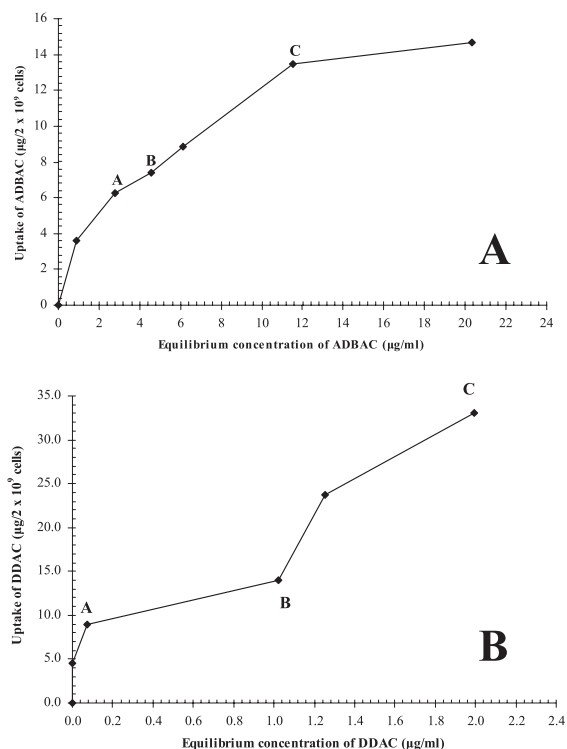 16
14
12
10
8
6
4
2
0
Uptake of ADBAC (µg/2 x 10⁹ cells)
A
B
C
A
0 2 4 6 8 10 12 14 16 18 20 22 24
Equilibrium concentration of ADBAC (µg/ml)
35.0
30.0
25.0
20.0
15.0
10.0
5.0
0.0
Uptake of DDAC (µg/2 x 10⁹ cells)
C
A
B
B
0.0 0.2 0.4 0.6 0.8 1.0 1.2 1.4 1.6 1.8 2.0 2.2 2.4
Equilibrium concentration of DDAC (µg/ml)